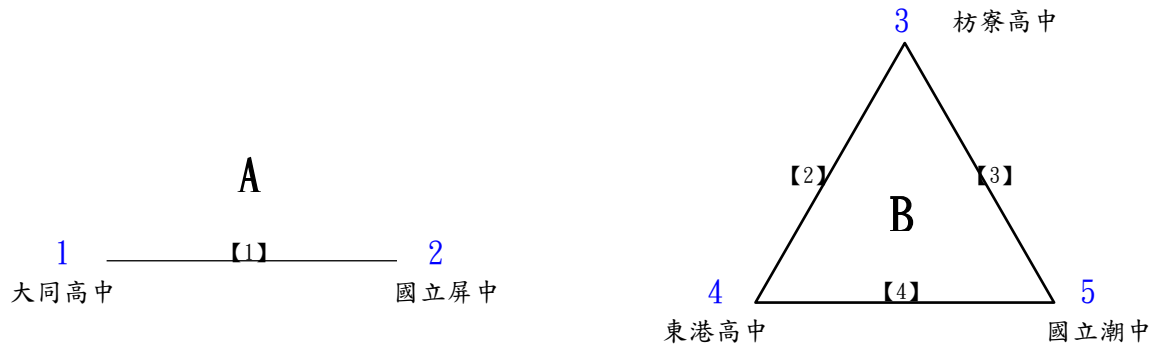 3 枋寮高中
A
【2】 【3】
B
1 【1】 2
大同高中 國立屏中
4 【4】 5
東港高中 國立潮中